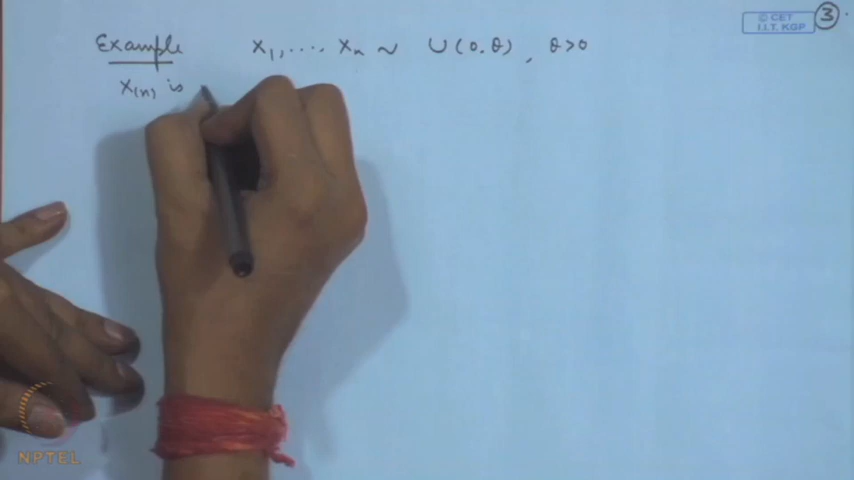 Example X₁, .... Xₙ ~ U(0,θ), θ>0
X₍ₙ₎ is
© CET
I.I.T. KGP
3
NPTEL